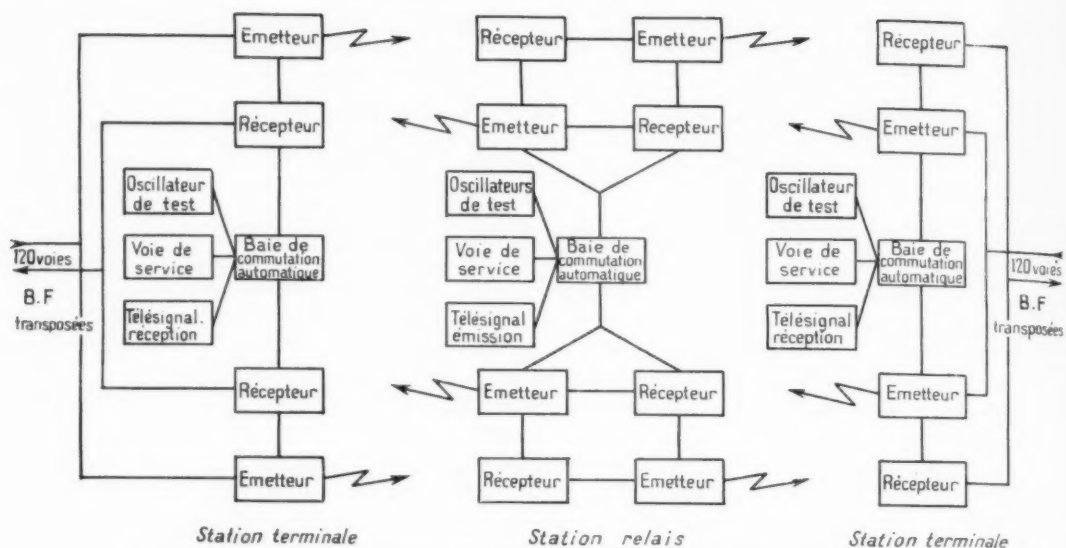 Emetteur
Récepteur
Oscillateur
de test
Voie de
service
Télésignal.
réception
Baie de
commutation
automatique
120 voies
B.F
transposées
Récepteur
Emetteur
Station terminale
Récepteur
Emetteur
Emetteur
Recepteur
Oscillateurs
de test
Voie de
service
Télésignal
émission
Baie de
commutation
automatique
Emetteur
Récepteur
Récepteur
Emetteur
Station relais
Récepteur
Emetteur
Oscillateur
de test
Voie de
service
Télésignal
réception
Baie de
commutation
automatique
120 voies
B.F
transposées
Emetteur
Récepteur
Station terminale